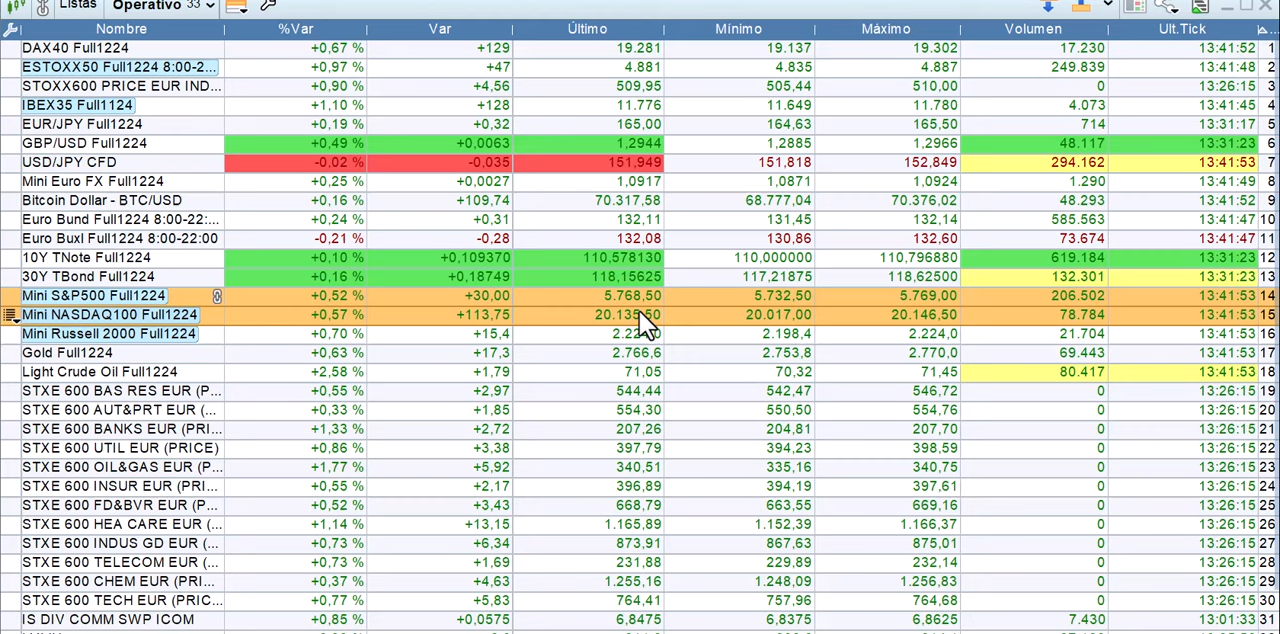 Listas Operativo 33
Nombre %Var Var Último Mínimo Máximo Volumen Ult.Tick
DAX40 Full1224 +0,67 % +129 19.281 19.137 19.302 17.230 13:41:52 1
ESTOXX50 Full1224 8:00-2... +0,97 % +47 4.881 4.835 4.887 249.839 13:41:48 2
STOXX600 PRICE EUR IND... +0,90 % +4,56 509,95 505,44 510,00 0 13:26:15 3
IBEX35 Full1124 +1,10 % +128 11.776 11.649 11.780 4.073 13:41:45 4
EUR/JPY Full1224 +0,19 % +0,32 165,00 164,63 165,50 714 13:31:17 5
GBP/USD Full1224 +0,49 % +0,0063 1,2944 1,2885 1,2966 48.117 13:31:23 6
USD/JPY CFD -0,02 % -0,035 151,949 151,818 152,849 294.162 13:41:53 7
Mini Euro FX Full1224 +0,25 % +0,0027 1,0917 1,0871 1,0924 1.290 13:41:49 8
Bitcoin Dollar - BTC/USD +0,16 % +109,74 70.317,58 68.777,04 70.376,02 48.293 13:41:52 9
Euro Bund Full1224 8:00-22:... +0,24 % +0,31 132,11 131,45 132,14 585.563 13:41:47 10
Euro Buxl Full1224 8:00-22:00 -0,21 % -0,28 132,08 130,86 132,60 73.674 13:41:47 11
10Y TNote Full1224 +0,10 % +0,109370 110,578130 110,000000 110,796880 619.184 13:31:23 12
30Y TBond Full1224 +0,16 % +0,18749 118,15625 117,21875 118,62500 132.301 13:31:23 13
Mini S&P500 Full1224 +0,52 % +30,00 5.768,50 5.732,50 5.769,00 206.502 13:41:53 14
Mini NASDAQ100 Full1224 +0,57 % +113,75 20.135,50 20.017,00 20.146,50 78.784 13:41:53 15
Mini Russell 2000 Full1224 +0,70 % +15,4 2.198,4 2.224,0 21.704 13:41:53 16
Gold Full1224 +0,63 % +17,3 2.766,6 2.753,8 2.770,0 69.443 13:41:53 17
Light Crude Oil Full1224 +2,58 % +1,79 71,05 70,32 71,45 80.417 13:41:53 18
STXE 600 BAS RES EUR (P... +0,55 % +2,97 544,44 542,47 546,72 0 13:26:15 19
STXE 600 AUT&PRT EUR (... +0,33 % +1,85 554,30 550,50 554,76 0 13:26:15 20
STXE 600 BANKS EUR (PRI... +1,33 % +2,72 207,26 204,81 207,70 0 13:26:15 21
STXE 600 UTIL EUR (PRICE) +0,86 % +3,38 397,79 394,23 398,59 0 13:26:15 22
STXE 600 OIL&GAS EUR (P... +1,77 % +5,92 340,51 335,16 340,75 0 13:26:15 23
STXE 600 INSUR EUR (PRI... +0,55 % +2,17 396,89 394,19 397,61 0 13:26:15 24
STXE 600 FD&BVR EUR (P... +0,52 % +3,43 668,79 663,55 669,16 0 13:26:15 25
STXE 600 HEA CARE EUR (... +1,14 % +13,15 1.165,89 1.152,39 1.166,37 0 13:26:15 26
STXE 600 INDUS GD EUR (... +0,73 % +6,34 873,91 867,63 875,01 0 13:26:15 27
STXE 600 TELECOM EUR (... +0,73 % +1,69 231,88 229,89 232,14 0 13:26:15 28
STXE 600 CHEM EUR (PRI... +0,37 % +4,63 1.255,16 1.248,09 1.256,83 0 13:26:15 29
STXE 600 TECH EUR (PRIC... +0,77 % +5,83 764,41 757,96 764,68 0 13:26:15 30
IS DIV COMM SWP ICOM +0,85 % +0,0575 6,8475 6,8375 6,8625 7.430 13:01:33 31